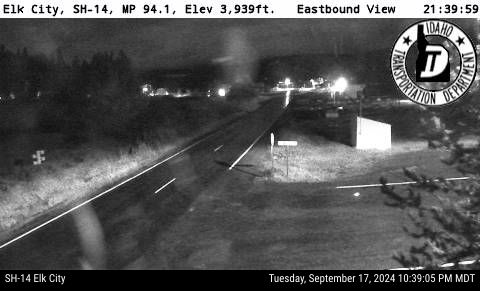 Elk City, SH-14, MP 94.1, Elev 3,939ft. Eastbound View 21:39:59
IDAHO
TRANSPORTATION DEPARTMENT
SH-14 Elk City Tuesday, September 17, 2024 10:39:05 PM MDT